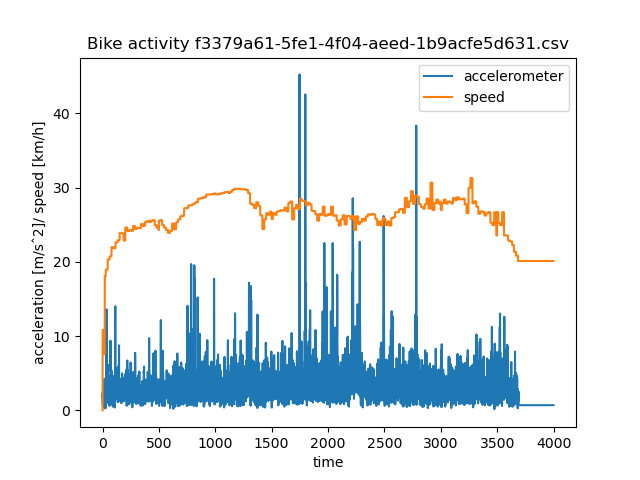 Bike activity f3379a61-5fe1-4f04-aeed-1b9acfe5d631.csv
accelerometer
speed
acceleration [m/s^2]/ speed [km/h]
40
30
20
10
0
0 500 1000 1500 2000 2500 3000 3500 4000
time